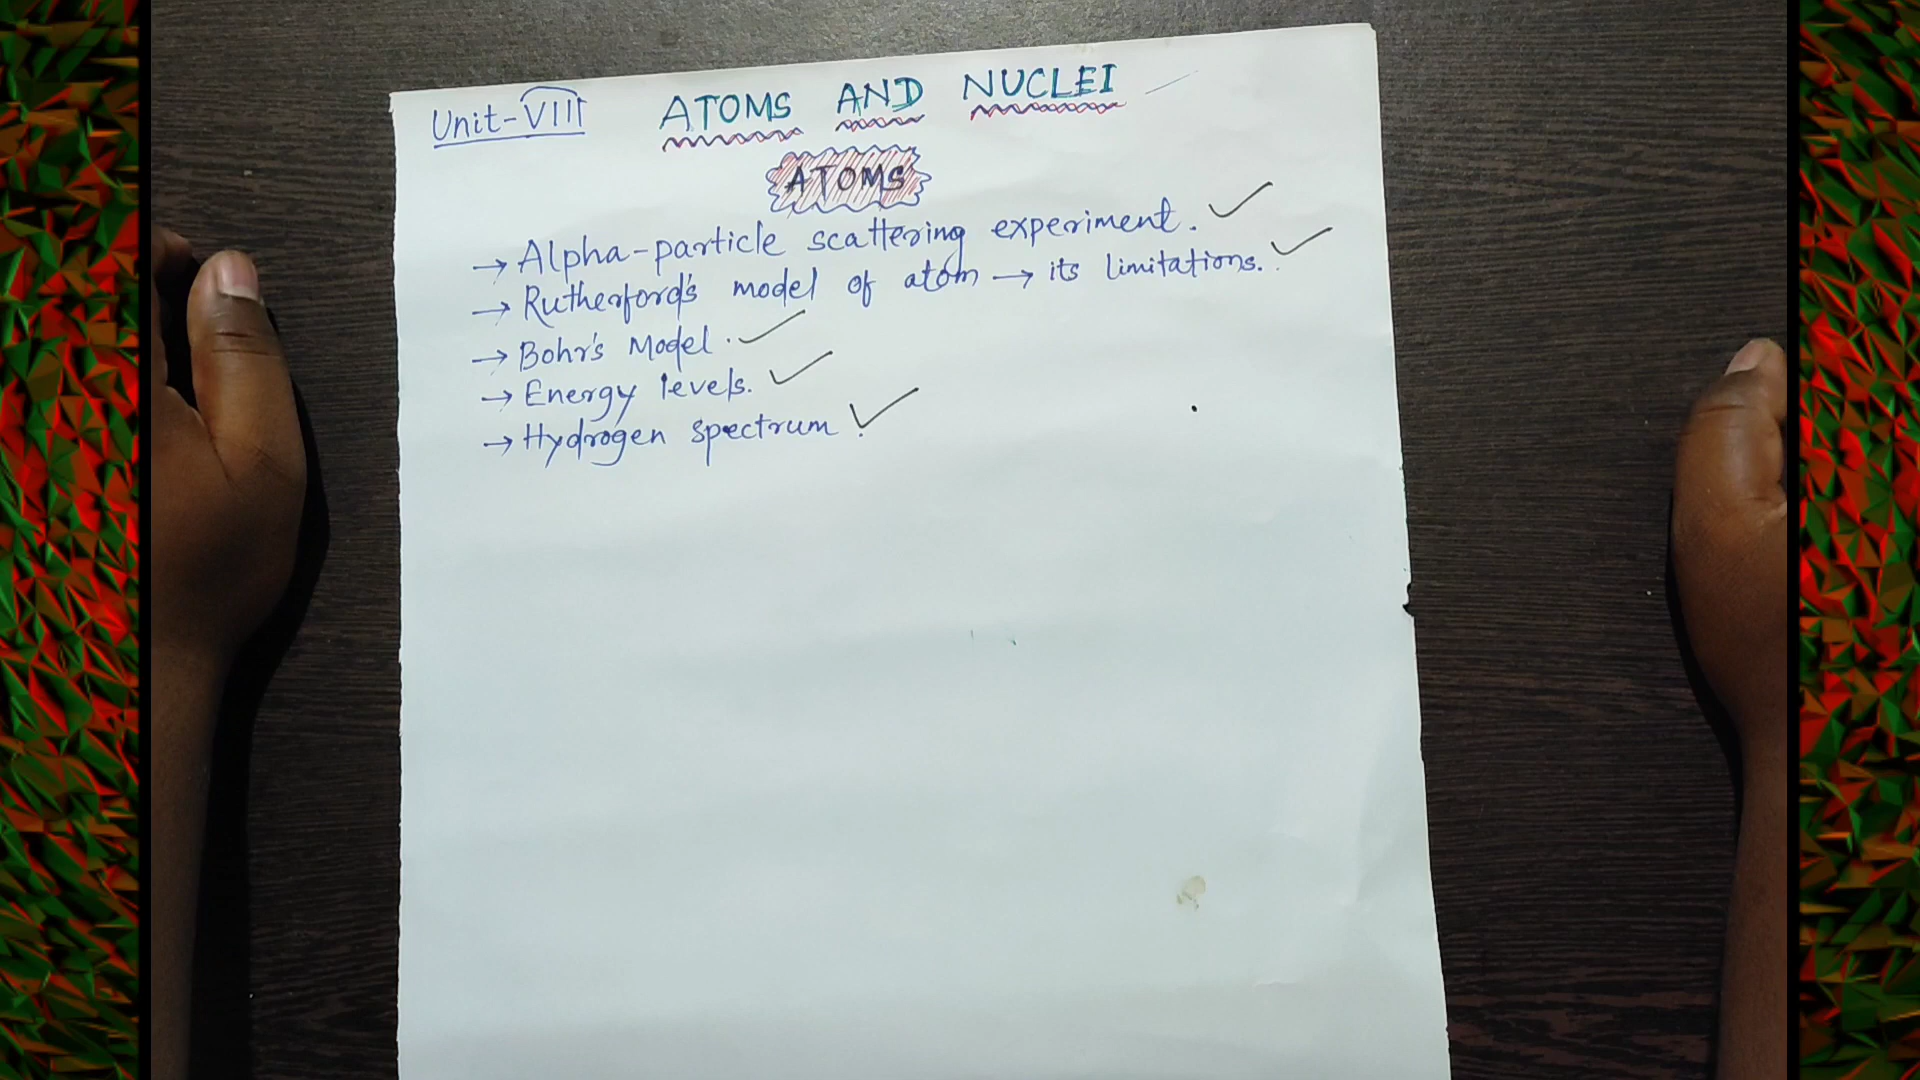 Unit-VIII ATOMS AND NUCLEI
ATOMS
→ Alpha-particle scattering experiment. ✓
→ Rutherford's model of atom → its limitations. ✓
→ Bohr's Model. ✓
→ Energy levels. ✓
→ Hydrogen spectrum. ✓